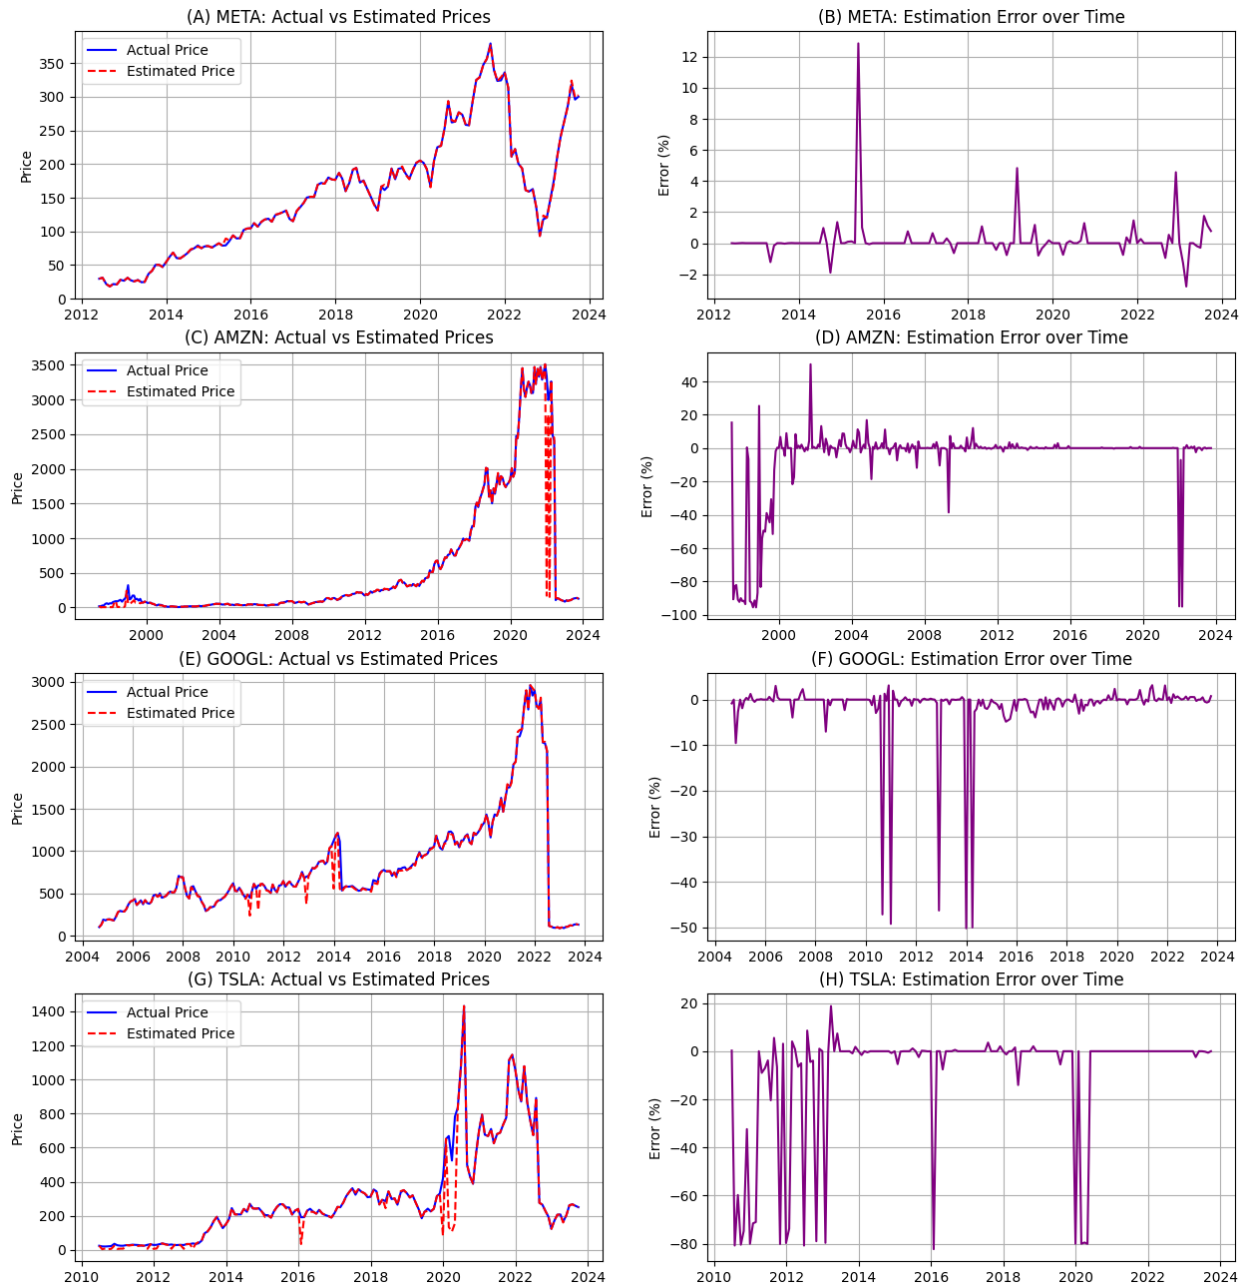 (A) META: Actual vs Estimated Prices
Actual Price
Estimated Price
Price
350
300
250
200
150
100
50
0
2012 2014 2016 2018 2020 2022 2024
(B) META: Estimation Error over Time
Error (%)
12
10
8
6
4
2
0
−2
2012 2014 2016 2018 2020 2022 2024
(C) AMZN: Actual vs Estimated Prices
Actual Price
Estimated Price
Price
3500
3000
2500
2000
1500
1000
500
0
2000 2004 2008 2012 2016 2020 2024
(D) AMZN: Estimation Error over Time
Error (%)
40
20
0
−20
−40
−60
−80
−100
2000 2004 2008 2012 2016 2020 2024
(E) GOOGL: Actual vs Estimated Prices
Actual Price
Estimated Price
Price
3000
2500
2000
1500
1000
500
0
2004 2006 2008 2010 2012 2014 2016 2018 2020 2022 2024
(F) GOOGL: Estimation Error over Time
Error (%)
0
−10
−20
−30
−40
−50
2004 2006 2008 2010 2012 2014 2016 2018 2020 2022 2024
(G) TSLA: Actual vs Estimated Prices
Actual Price
Estimated Price
Price
1400
1200
1000
800
600
400
200
0
2010 2012 2014 2016 2018 2020 2022 2024
(H) TSLA: Estimation Error over Time
Error (%)
20
0
−20
−40
−60
−80
2010 2012 2014 2016 2018 2020 2022 2024